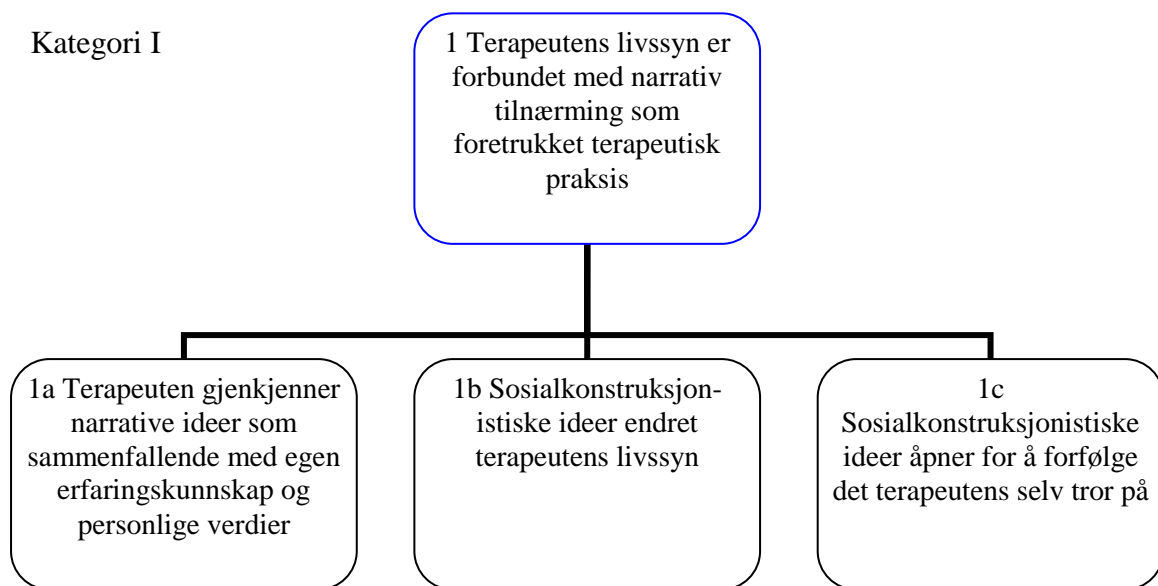 Kategori I
1 Terapeutens livssyn er
forbundet med narrativ
tilnærming som
foretrukket terapeutisk
praksis
1a Terapeuten gjenkjenner
narrative ideer som
sammenfallende med egen
erfaringskunnskap og
personlige verdier
1b Sosialkonstruksjon-
istiske ideer endret
terapeutens livssyn
1c
Sosialkonstruksjonistiske
ideer åpner for å forfølge
det terapeutens selv tror på